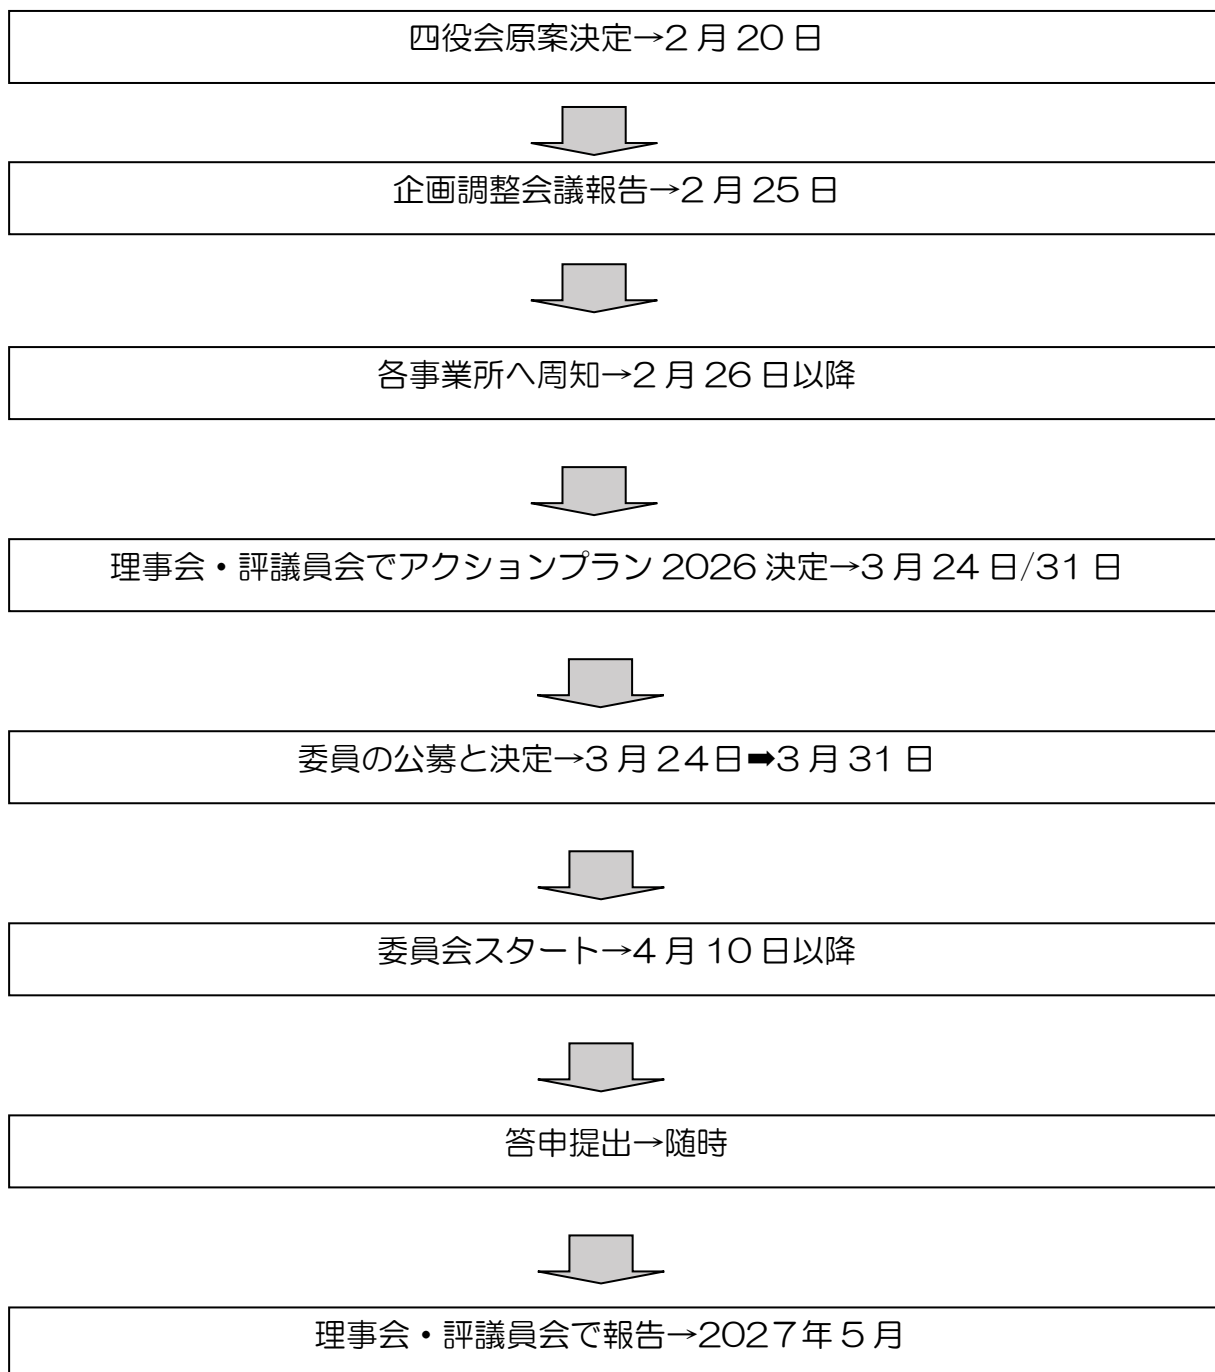 四役会原案決定→2月20日
企画調整会議報告→2月25日
各事業所へ周知→2月26日以降
理事会・評議員会でアクションプラン2026決定→3月24日/31日
委員の公募と決定→3月24日➡3月31日
委員会スタート→4月10日以降
答申提出→随時
理事会・評議員会で報告→2027年5月